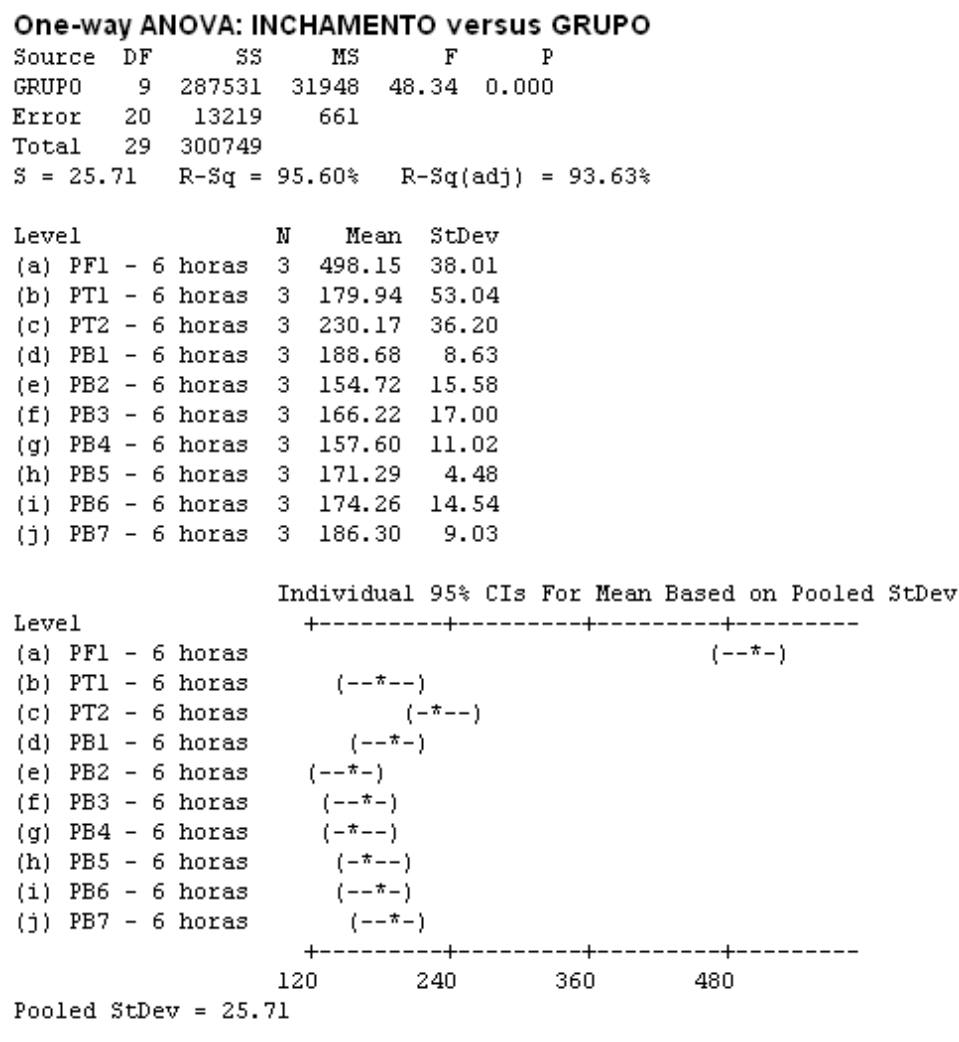 One-way ANOVA: INCHAMENTO versus GRUPO
Source DF SS MS F P
GRUPO 9 287531 31948 48.34 0.000
Error 20 13219 661
Total 29 300749
S = 25.71 R-Sq = 95.60% R-Sq(adj) = 93.63%
Level N Mean StDev
(a) PF1 - 6 horas 3 498.15 38.01
(b) PT1 - 6 horas 3 179.94 53.04
(c) PT2 - 6 horas 3 230.17 36.20
(d) PB1 - 6 horas 3 188.68 8.63
(e) PB2 - 6 horas 3 154.72 15.58
(f) PB3 - 6 horas 3 166.22 17.00
(g) PB4 - 6 horas 3 157.60 11.02
(h) PB5 - 6 horas 3 171.29 4.48
(i) PB6 - 6 horas 3 174.26 14.54
(j) PB7 - 6 horas 3 186.30 9.03
Individual 95% CIs For Mean Based on Pooled StDev
Level +---------+---------+---------+---------
(a) PF1 - 6 horas (--*-)
(b) PT1 - 6 horas (--*--)
(c) PT2 - 6 horas (-*--)
(d) PB1 - 6 horas (--*-)
(e) PB2 - 6 horas (--*-)
(f) PB3 - 6 horas (--*-)
(g) PB4 - 6 horas (-*--)
(h) PB5 - 6 horas (-*--)
(i) PB6 - 6 horas (--*-)
(j) PB7 - 6 horas (--*-)
+---------+---------+---------+---------
120 240 360 480
Pooled StDev = 25.71